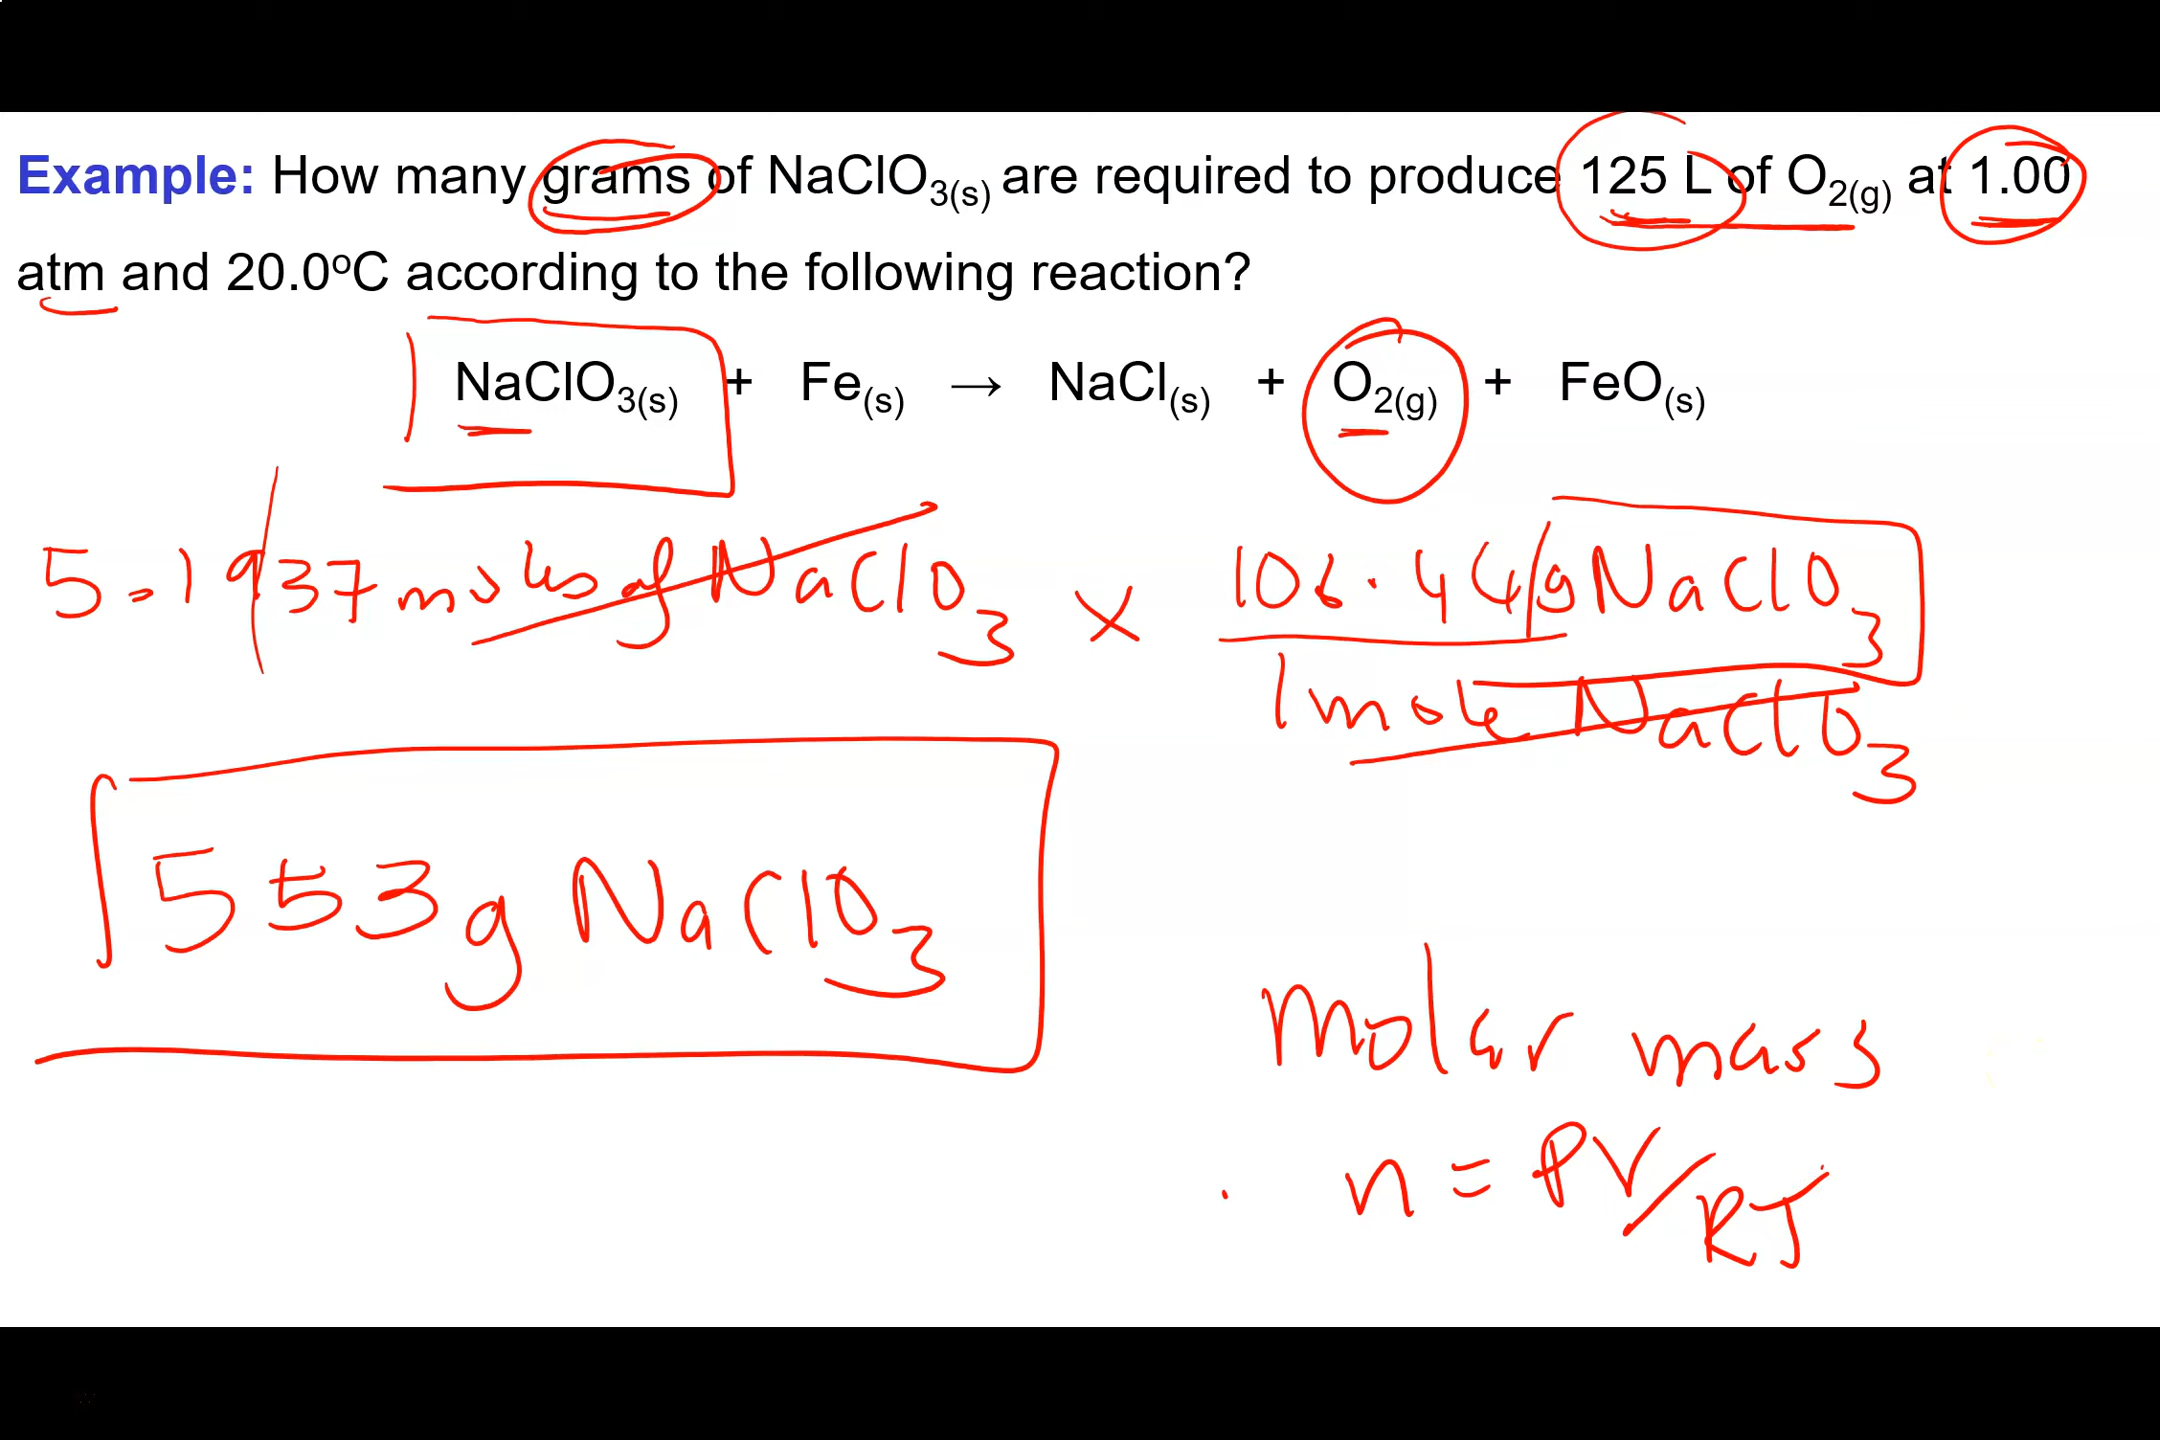 Example: How many grams of NaClO3(s) are required to produce 125 L of O2(g) at 1.00
atm and 20.0oC according to the following reaction?
NaClO3(s) + Fe(s) → NaCl(s) + O2(g) + FeO(s)
5.1937 moles of NaClO3 × 106.44 g NaClO3
1 mole NaClO3
553 g NaClO3
molar mass
n = PV/RT